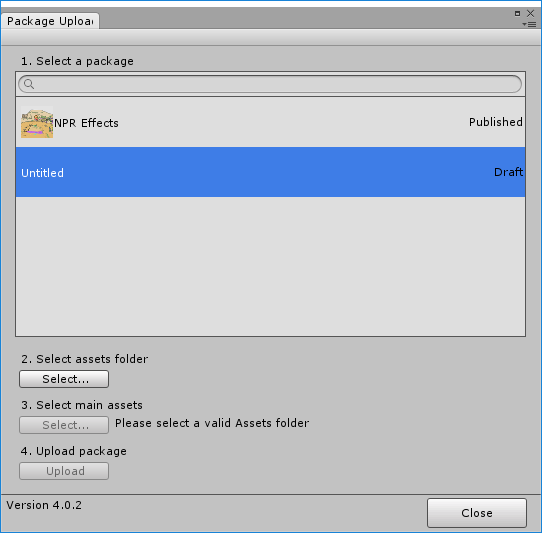 Package Upload
1. Select a package
NPR Effects Published
Untitled Draft
2. Select assets folder
Select...
3. Select main assets
Select... Please select a valid Assets folder
4. Upload package
Upload
Version 4.0.2
Close